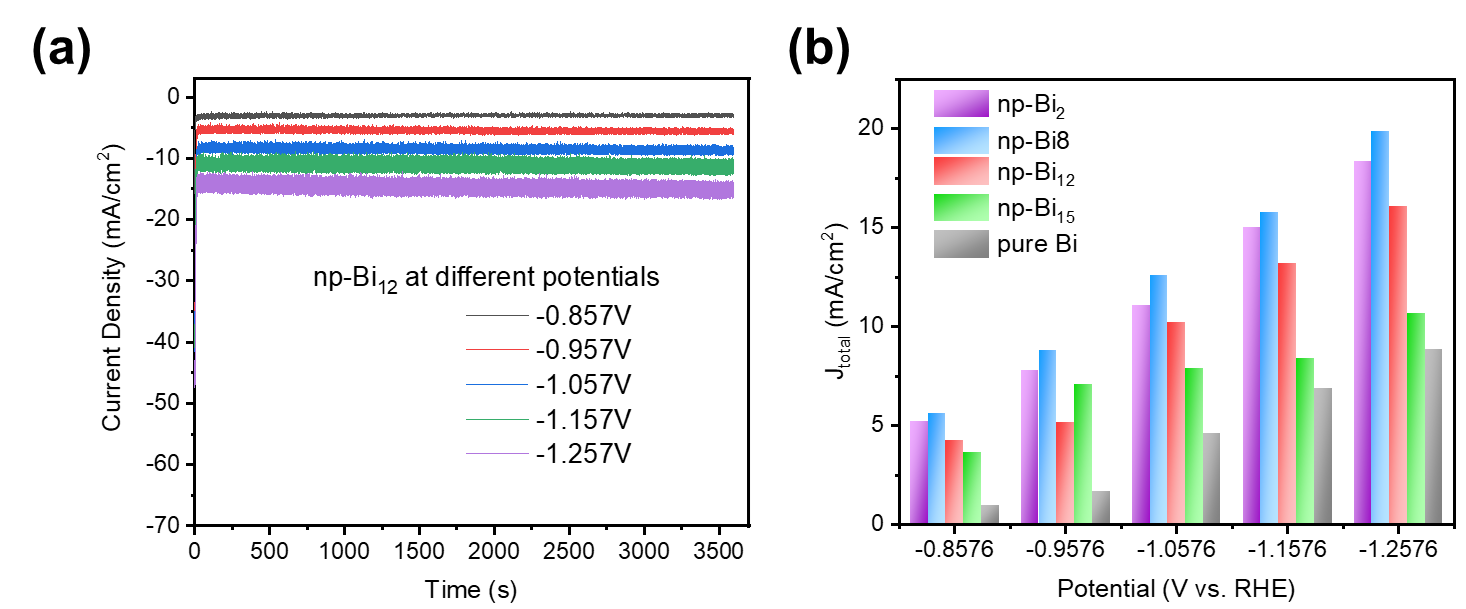 (a)
0
-10
-20
-30
-40
-50
-60
-70
Current Density (mA/cm²)
np-Bi₁₂ at different potentials
-0.857V
-0.957V
-1.057V
-1.157V
-1.257V
0 500 1000 1500 2000 2500 3000 3500
Time (s)
(b)
20
15
10
5
0
J_total (mA/cm²)
np-Bi₂
np-Bi8
np-Bi₁₂
np-Bi₁₅
pure Bi
-0.8576 -0.9576 -1.0576 -1.1576 -1.2576
Potential (V vs. RHE)